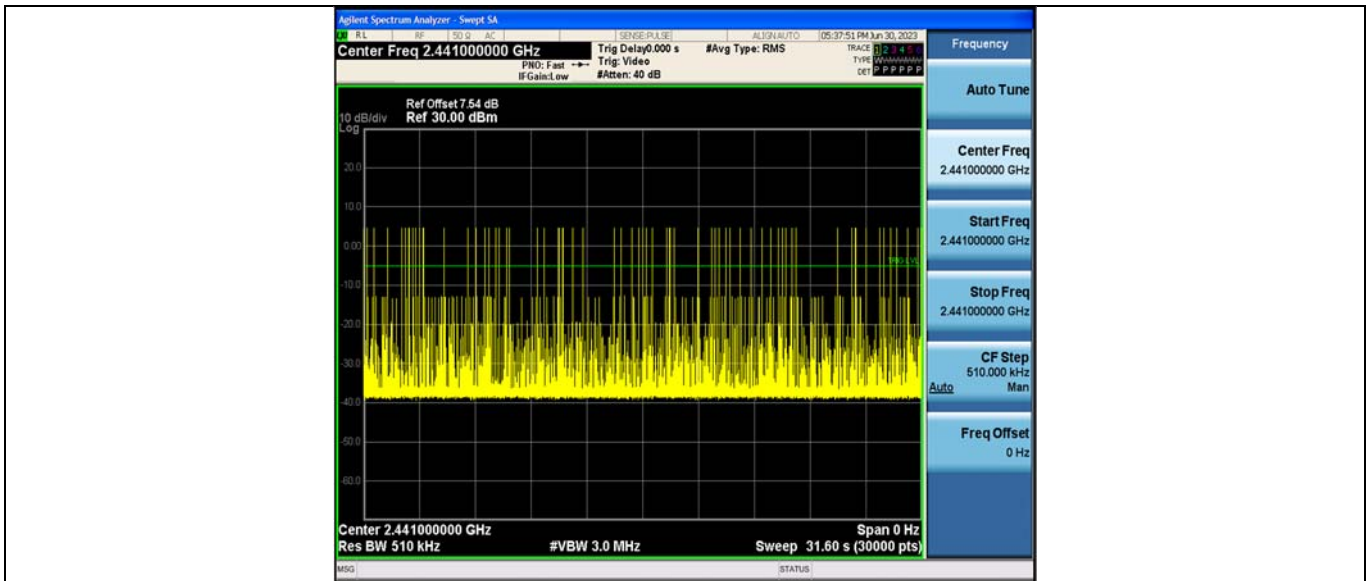 Agilent Spectrum Analyzer - Swept SA
RL RF 50 Ω AC SENSE:PULSE ALIGNAUTO 05:37:51 PM Jun 30, 2023
Center Freq 2.441000000 GHz
PNO: Fast
IFGain:Low
Trig Delay0.000 s
Trig: Video
#Atten: 40 dB
#Avg Type: RMS
TRACE 1 2 3 4 5 6
TYPE
DET P P P P P P
Ref Offset 7.54 dB
10 dB/div Ref 30.00 dBm
Log
20.0
10.0
0.00
TRIG LVL
-10.0
-20.0
-30.0
-40.0
-50.0
-60.0
Center 2.441000000 GHz Span 0 Hz
Res BW 510 kHz #VBW 3.0 MHz Sweep 31.60 s (30000 pts)
MSG STATUS
Frequency
Auto Tune
Center Freq
2.441000000 GHz
Start Freq
2.441000000 GHz
Stop Freq
2.441000000 GHz
CF Step
510.000 kHz
Auto Man
Freq Offset
0 Hz